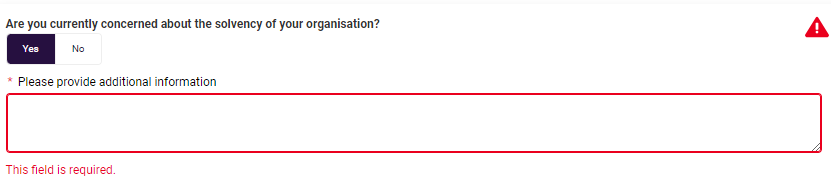 Are you currently concerned about the solvency of your organisation?
Yes No
* Please provide additional information
This field is required.